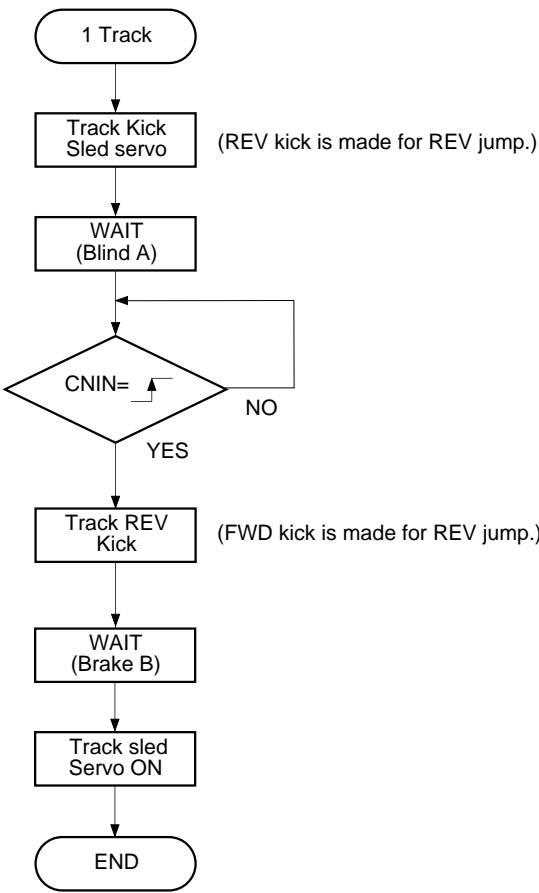 1 Track
Track Kick
Sled servo
(REV kick is made for REV jump.)
WAIT
(Blind A)
CNIN=
NO
YES
Track REV
Kick
(FWD kick is made for REV jump.)
WAIT
(Brake B)
Track sled
Servo ON
END